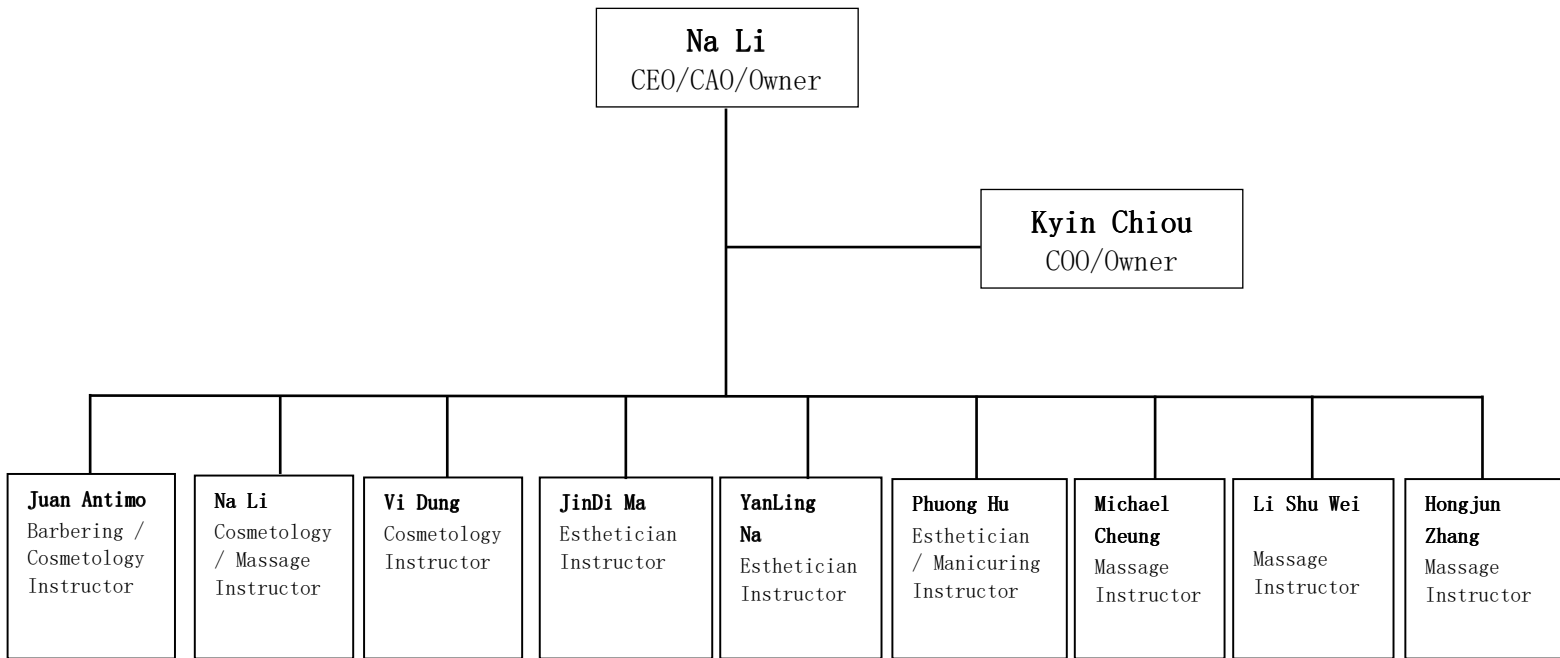 Na Li
CEO/CAO/Owner
Kyin Chiou
COO/Owner
Juan Antimo
Barbering /
Cosmetology
Instructor
Na Li
Cosmetology
/ Massage
Instructor
Vi Dung
Cosmetology
Instructor
JinDi Ma
Esthetician
Instructor
YanLing
Na
Esthetician
Instructor
Phuong Hu
Esthetician
/ Manicuring
Instructor
Michael
Cheung
Massage
Instructor
Li Shu Wei
Massage
Instructor
Hongjun
Zhang
Massage
Instructor